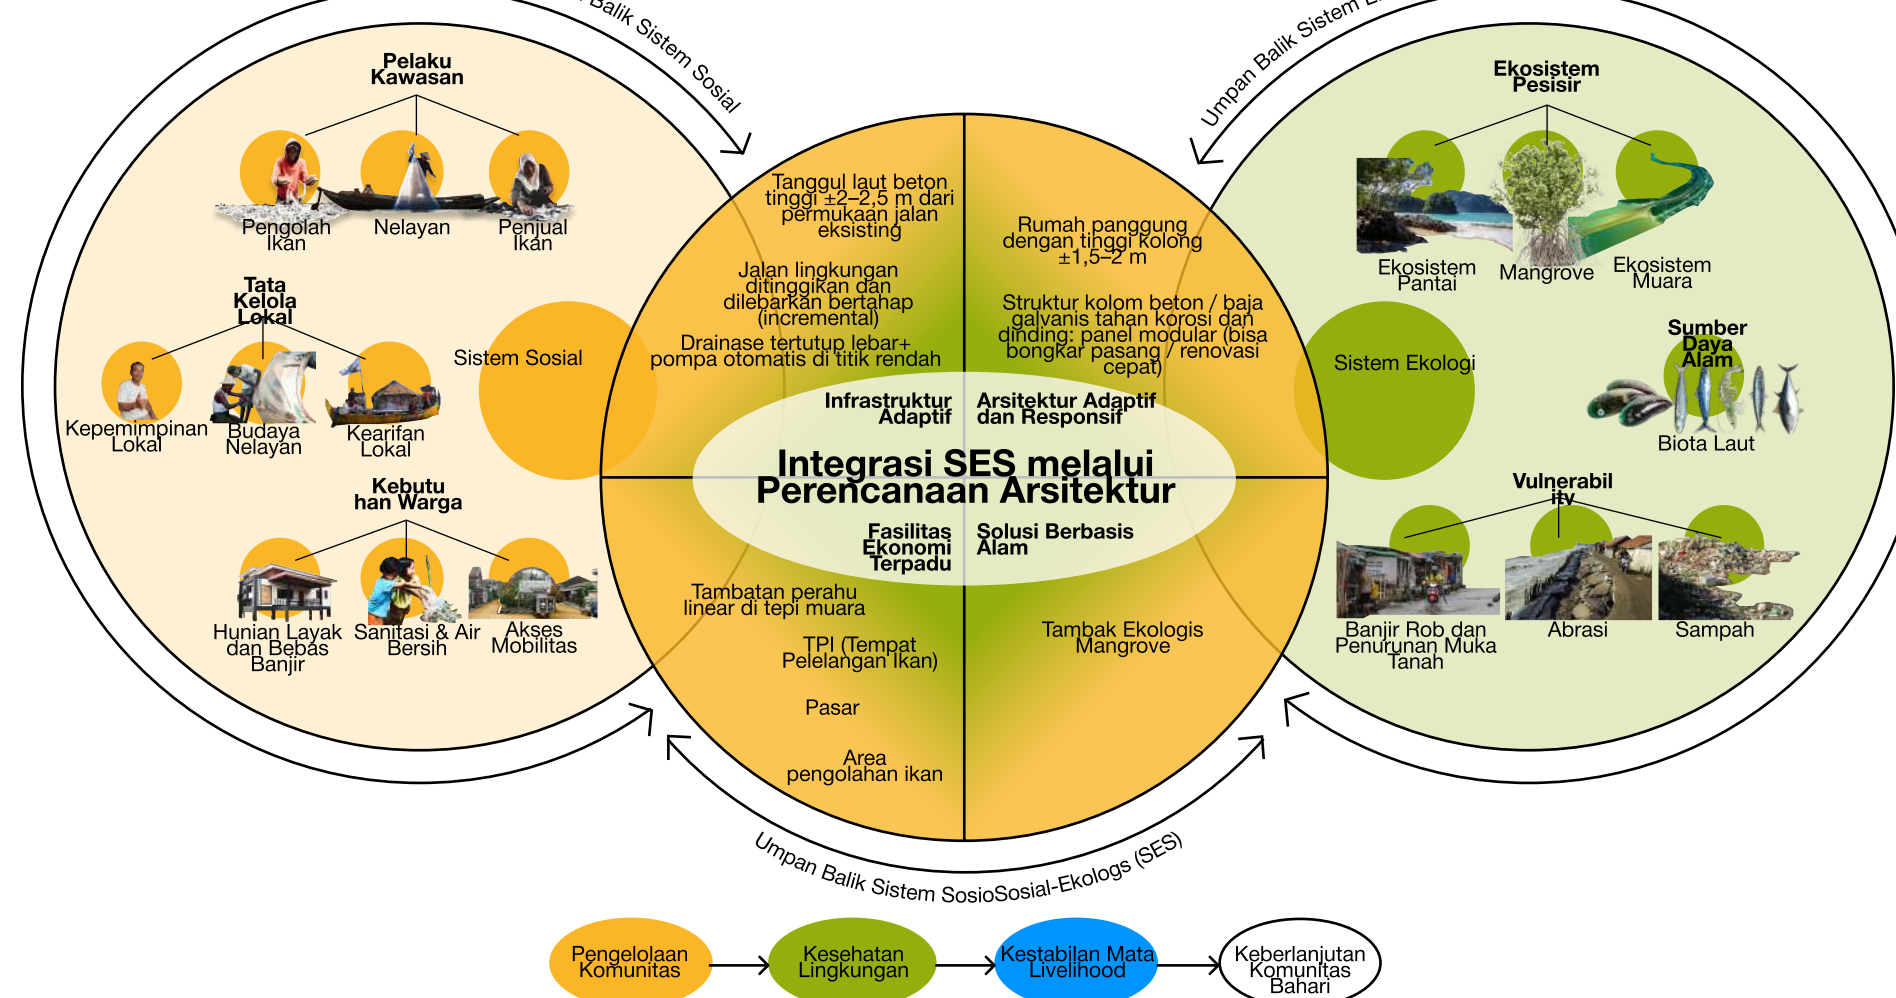 Balik Sistem Sosial
Umpan Balik Sistem
Pelaku
Kawasan
Pengolah
Ikan
Nelayan
Penjual
Ikan
Tata
Kelola
Lokal
Kepemimpinan
Lokal
Budaya
Nelayan
Kearifan
Lokal
Sistem Sosial
Kebutu
han Warga
Hunian Layak
dan Bebas
Banjir
Sanitasi & Air
Bersih
Akses
Mobilitas
Tanggul laut beton
tinggi ±2–2,5 m dari
permukaan jalan
eksisting
Jalan lingkungan
ditinggikan dan
dilebarkan bertahap
(incremental)
Drainase tertutup lebar+
pompa otomatis di titik rendah
Rumah panggung
dengan tinggi kolong
±1,5–2 m
Struktur kolom beton / baja
galvanis tahan korosi dan
dinding: panel modular (bisa
bongkar pasang / renovasi
cepat)
Infrastruktur
Adaptif
Arsitektur Adaptif
dan Responsif
Integrasi SES melalui
Perencanaan Arsitektur
Fasilitas
Ekonomi
Terpadu
Solusi Berbasis
Alam
Tambatan perahu
linear di tepi muara
TPI (Tempat
Pelelangan Ikan)
Pasar
Area
pengolahan ikan
Tambak Ekologis
Mangrove
Ekosistem
Pesisir
Ekosistem
Pantai
Mangrove
Ekosistem
Muara
Sistem Ekologi
Sumber
Daya
Alam
Biota Laut
Vulnerabil
ity
Banjir Rob dan
Penurunan Muka
Tanah
Abrasi
Sampah
Umpan Balik Sistem SosioSosial-Ekologs (SES)
Pengelolaan
Komunitas
Kesehatan
Lingkungan
Kestabilan Mata
Livelihood
Keberlanjutan
Komunitas
Bahari